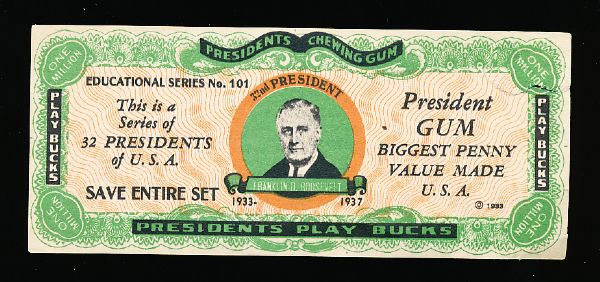 PRESIDENTS CHEWING GUM
ONE MILLION
ONE MILLION
EDUCATIONAL SERIES No. 101
This is a
Series of
32 PRESIDENTS
of U. S. A.
SAVE ENTIRE SET
32nd PRESIDENT
FRANKLIN D. ROOSEVELT
1933-
1937
President
GUM
BIGGEST PENNY
VALUE MADE
U. S. A.
© 1933
PLAY BUCKS
PLAY BUCKS
ONE MILLION
ONE MILLION
PRESIDENTS PLAY BUCKS